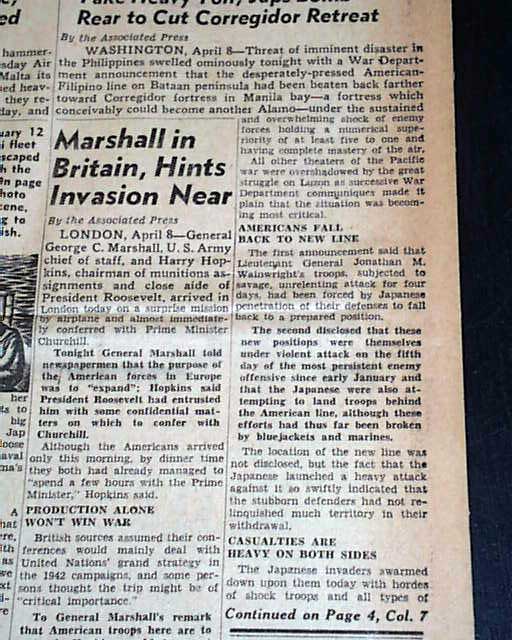 Rear to Cut Corregidor Retreat
By the Associated Press
WASHINGTON, April 8—Threat of imminent disaster in
the Philippines swelled ominously tonight with a War Depart-
ment announcement that the desperately-pressed American-
Filipino line on Bataan peninsula had been beaten back farther
toward Corregidor fortress in Manila bay—a fortress which
conceivably could become another Alamo—under the sustained
and overwhelming shock of enemy
forces holding a numerical supe-
riority of at least five to one and
having complete mastery of the air.
All other theaters of the Pacific
war were overshadowed by the great
struggle on Luzon as successive War
Department communiques made it
plain that the situation was becom-
ing most critical.
AMERICANS FALL
BACK TO NEW LINE
The first announcement said that
Lieutenant General Jonathan M.
Wainwright's troops, subjected to
savage, unrelenting attack for four
days, had been forced by Japanese
penetration of their defenses to fall
back to a prepared position.
The second disclosed that these
new positions were themselves
under violent attack on the fifth
day of the most persistent enemy
offensive since early January and
that the Japanese were also at-
tempting to land troops behind
the American line, although these
efforts had thus far been broken
by bluejackets and marines.
The location of the new line was
not disclosed, but the fact that the
Japanese launched a heavy attack
against it so swiftly indicated that
the stubborn defenders had not re-
linquished much territory in their
withdrawal.
CASUALTIES ARE
HEAVY ON BOTH SIDES
The Japanese invaders swarmed
down upon them today with hordes
of shock troops and all types of
Continued on Page 4, Col. 7
Marshall in
Britain, Hints
Invasion Near
By the Associated Press
LONDON, April 8—General
George C. Marshall, U. S. Army
chief of staff, and Harry Hop-
kins, chairman of munitions as-
signments and close aide of
President Roosevelt, arrived in
London today on a surprise mission
by airplane and almost immediate-
ly conferred with Prime Minister
Churchill.
Tonight General Marshall told
newspapermen that the purpose of
the American forces in Europe
was to "expand"; Hopkins said
President Roosevelt had entrusted
him with some confidential mat-
ters on which to confer with
Churchill.
Although the Americans arrived
only this morning, by dinner time
they both had already managed to
"spend a few hours with the Prime
Minister," Hopkins said.
PRODUCTION ALONE
WON'T WIN WAR
British sources assumed their con-
ferences would mainly deal with
United Nations' grand strategy in
the 1942 campaigns, and some per-
sons thought the trip might be of
"critical importance."
To General Marshall's remark
that American troops here are to